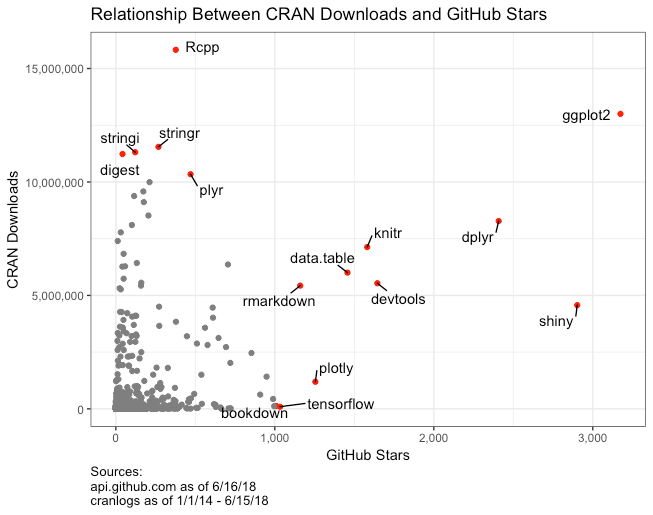 Relationship Between CRAN Downloads and GitHub Stars
Rcpp
15,000,000
ggplot2
stringi
stringr
digest
10,000,000
plyr
CRAN Downloads
knitr
dplyr
data.table
5,000,000
rmarkdown
devtools
shiny
plotly
tensorflow
bookdown
0
0
1,000
2,000
3,000
GitHub Stars
Sources:
api.github.com as of 6/16/18
cranlogs as of 1/1/14 - 6/15/18